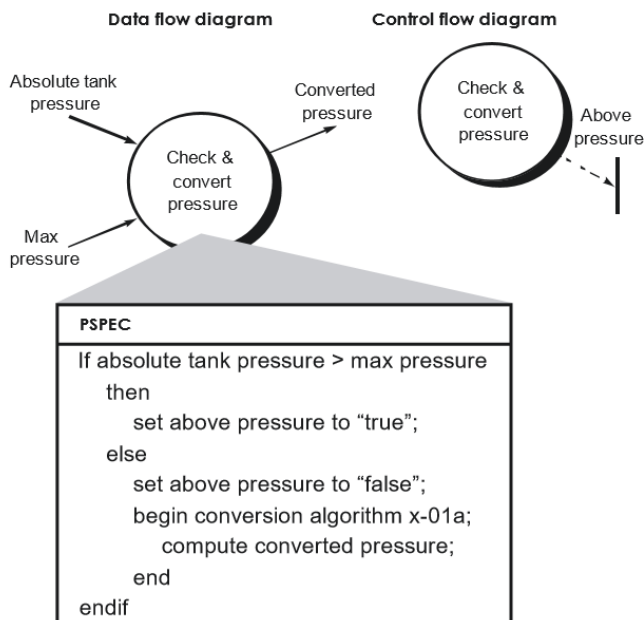 Data flow diagram
Control flow diagram
Absolute tank
pressure
Converted
pressure
Check &
convert
pressure
Max
pressure
Check &
convert
pressure
Above
pressure
PSPEC
If absolute tank pressure > max pressure
then
set above pressure to “true”;
else
set above pressure to “false”;
begin conversion algorithm x-01a;
compute converted pressure;
end
endif